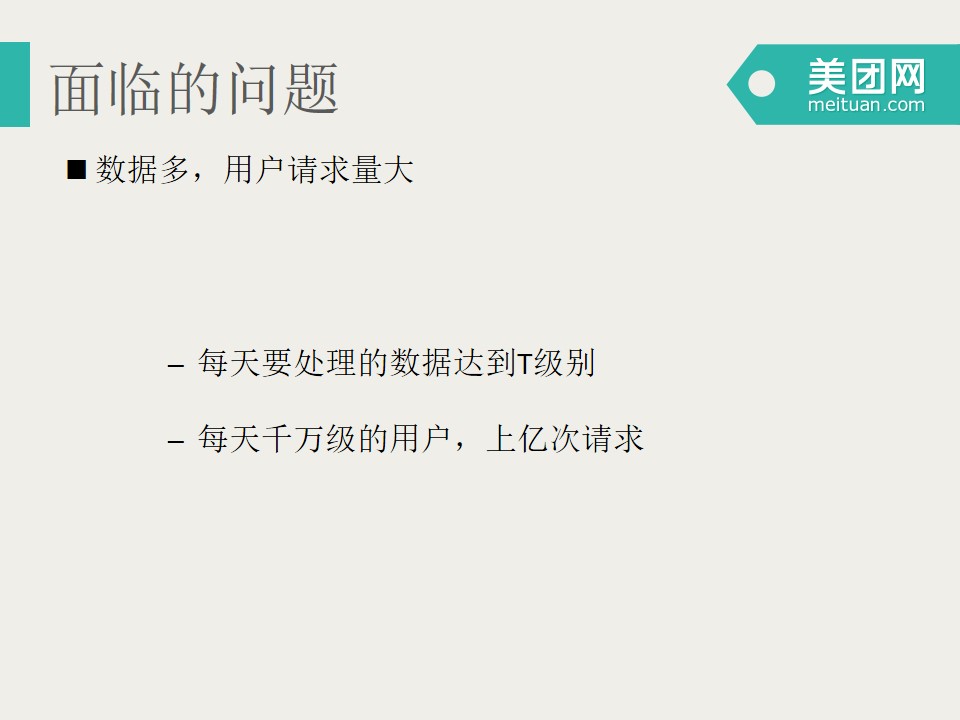 面临的问题
美团网
meituan.com
■ 数据多，用户请求量大
– 每天要处理的数据达到T级别
– 每天千万级的用户，上亿次请求